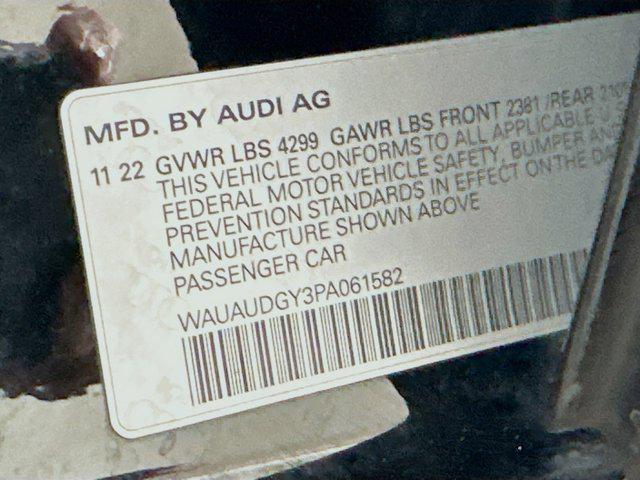 MFD. BY AUDI AG
11 22 GVWR LBS 4299 GAWR LBS FRONT 2381 /REAR
THIS VEHICLE CONFORMS TO ALL APPLICABLE
FEDERAL MOTOR VEHICLE SAFETY, BUMPER AND
PREVENTION STANDARDS IN EFFECT ON THE
MANUFACTURE SHOWN ABOVE
PASSENGER CAR
WAUAUDGY3PA061582